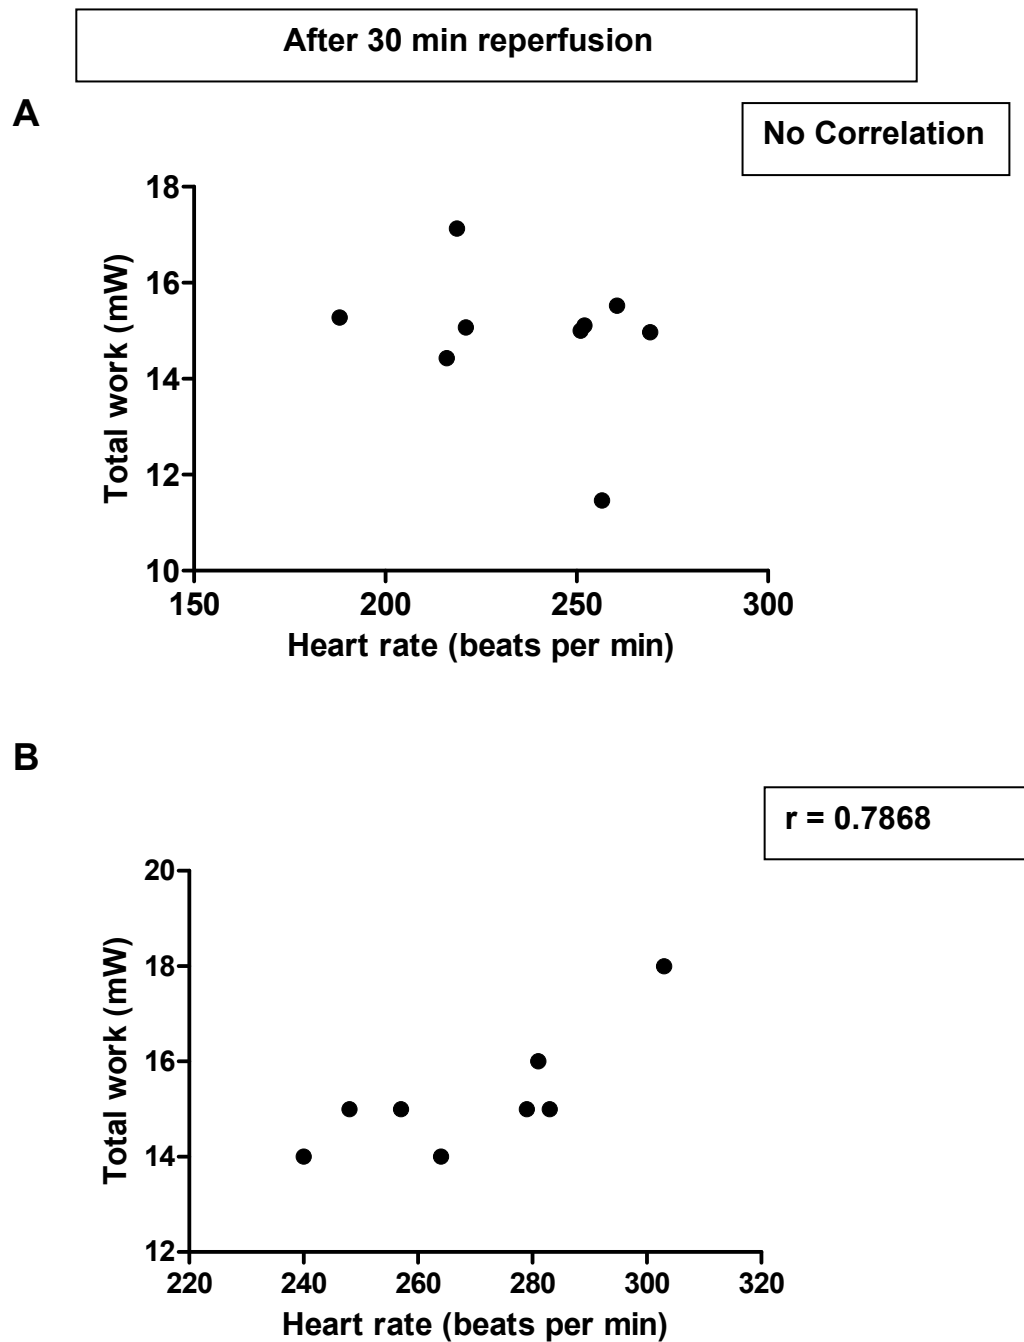 After 30 min reperfusion
A
No Correlation
18
16
14
12
10
Total work (mW)
150 200 250 300
Heart rate (beats per min)
B
r = 0.7868
20
18
16
14
12
Total work (mW)
220 240 260 280 300 320
Heart rate (beats per min)